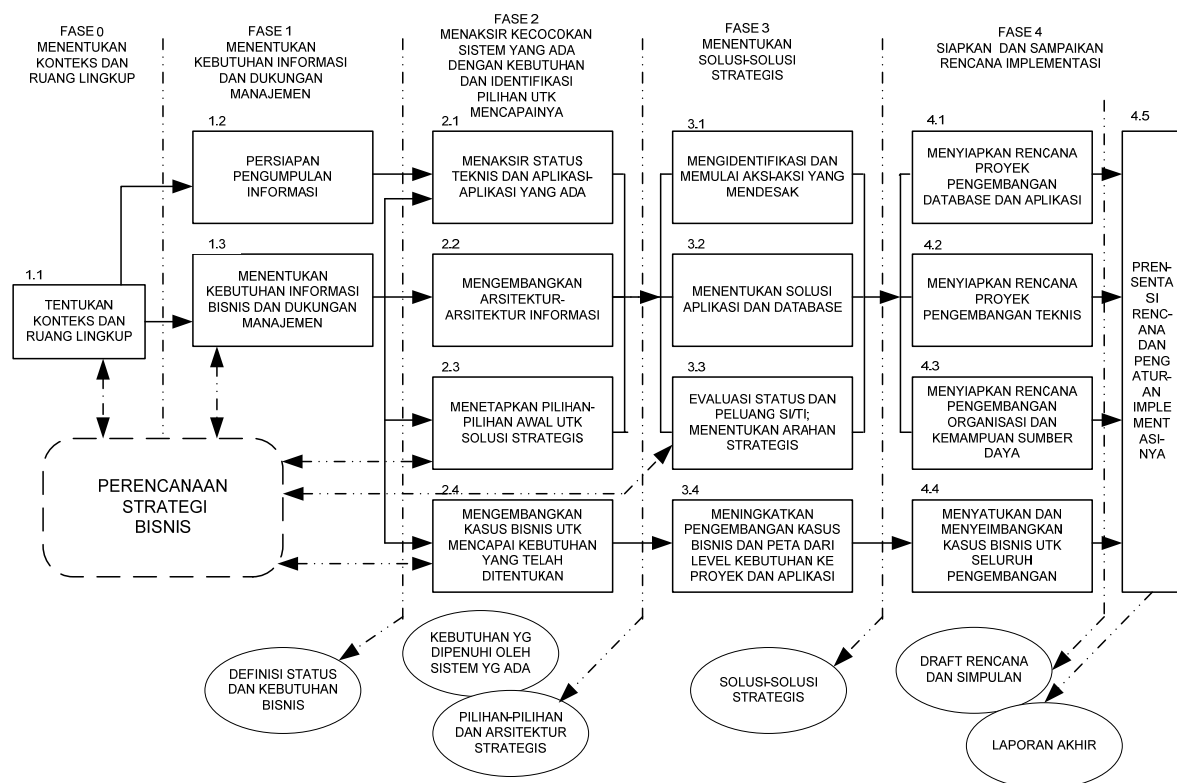 FASE 0
MENENTUKAN
KONTEKS DAN
RUANG LINGKUP
FASE 1
MENENTUKAN
KEBUTUHAN INFORMASI
DAN DUKUNGAN
MANAJEMEN
FASE 2
MENAKSIR KECOCOKAN
SISTEM YANG ADA
DENGAN KEBUTUHAN
DAN IDENTIFIKASI
PILIHAN UTK
MENCAPAINYA
FASE 3
MENENTUKAN
SOLUSI-SOLUSI
STRATEGIS
FASE 4
SIAPKAN DAN SAMPAIKAN
RENCANA IMPLEMENTASI
1.1
TENTUKAN
KONTEKS DAN
RUANG LINGKUP
PERENCANAAN
STRATEGI
BISNIS
1.2
PERSIAPAN
PENGUMPULAN
INFORMASI
1.3
MENENTUKAN
KEBUTUHAN INFORMASI
BISNIS DAN DUKUNGAN
MANAJEMEN
2.1
MENAKSIR STATUS
TEKNIS DAN APLIKASI-
APLIKASI YANG ADA
2.2
MENGEMBANGKAN
ARSITEKTUR-
ARSITEKTUR INFORMASI
2.3
MENETAPKAN PILIHAN-
PILIHAN AWAL UTK
SOLUSI STRATEGIS
2.4
MENGEMBANGKAN
KASUS BISNIS UTK
MENCAPAI KEBUTUHAN
YANG TELAH
DITENTUKAN
3.1
MENGIDENTIFIKASI DAN
MEMULAI AKSI-AKSI YANG
MENDESAK
3.2
MENENTUKAN SOLUSI
APLIKASI DAN DATABASE
3.3
EVALUASI STATUS DAN
PELUANG SI/TI;
MENENTUKAN ARAHAN
STRATEGIS
3.4
MENINGKATKAN
PENGEMBANGAN KASUS
BISNIS DAN PETA DARI
LEVEL KEBUTUHAN KE
PROYEK DAN APLIKASI
4.1
MENYIAPKAN RENCANA
PROYEK
PENGEMBANGAN
DATABASE DAN APLIKASI
4.2
MENYIAPKAN RENCANA
PROYEK
PENGEMBANGAN TEKNIS
4.3
MENYIAPKAN RENCANA
PENGEMBANGAN
ORGANISASI DAN
KEMAMPUAN SUMBER
DAYA
4.4
MENYATUKAN DAN
MENYEIMBANGKAN
KASUS BISNIS UTK
SELURUH
PENGEMBANGAN
4.5
PREN-
SENTA
SI
RENC-
ANA
DAN
PENG
ATUR-
AN
IMPLE
MENT
ASI-
NYA
DEFINISI STATUS
DAN KEBUTUHAN
BISNIS
KEBUTUHAN YG
DIPENUHI OLEH
SISTEM YG ADA
PILIHAN-PILIHAN
DAN ARSITEKTUR
STRATEGIS
SOLUSI-SOLUSI
STRATEGIS
DRAFT RENCANA
DAN SIMPULAN
LAPORAN AKHIR